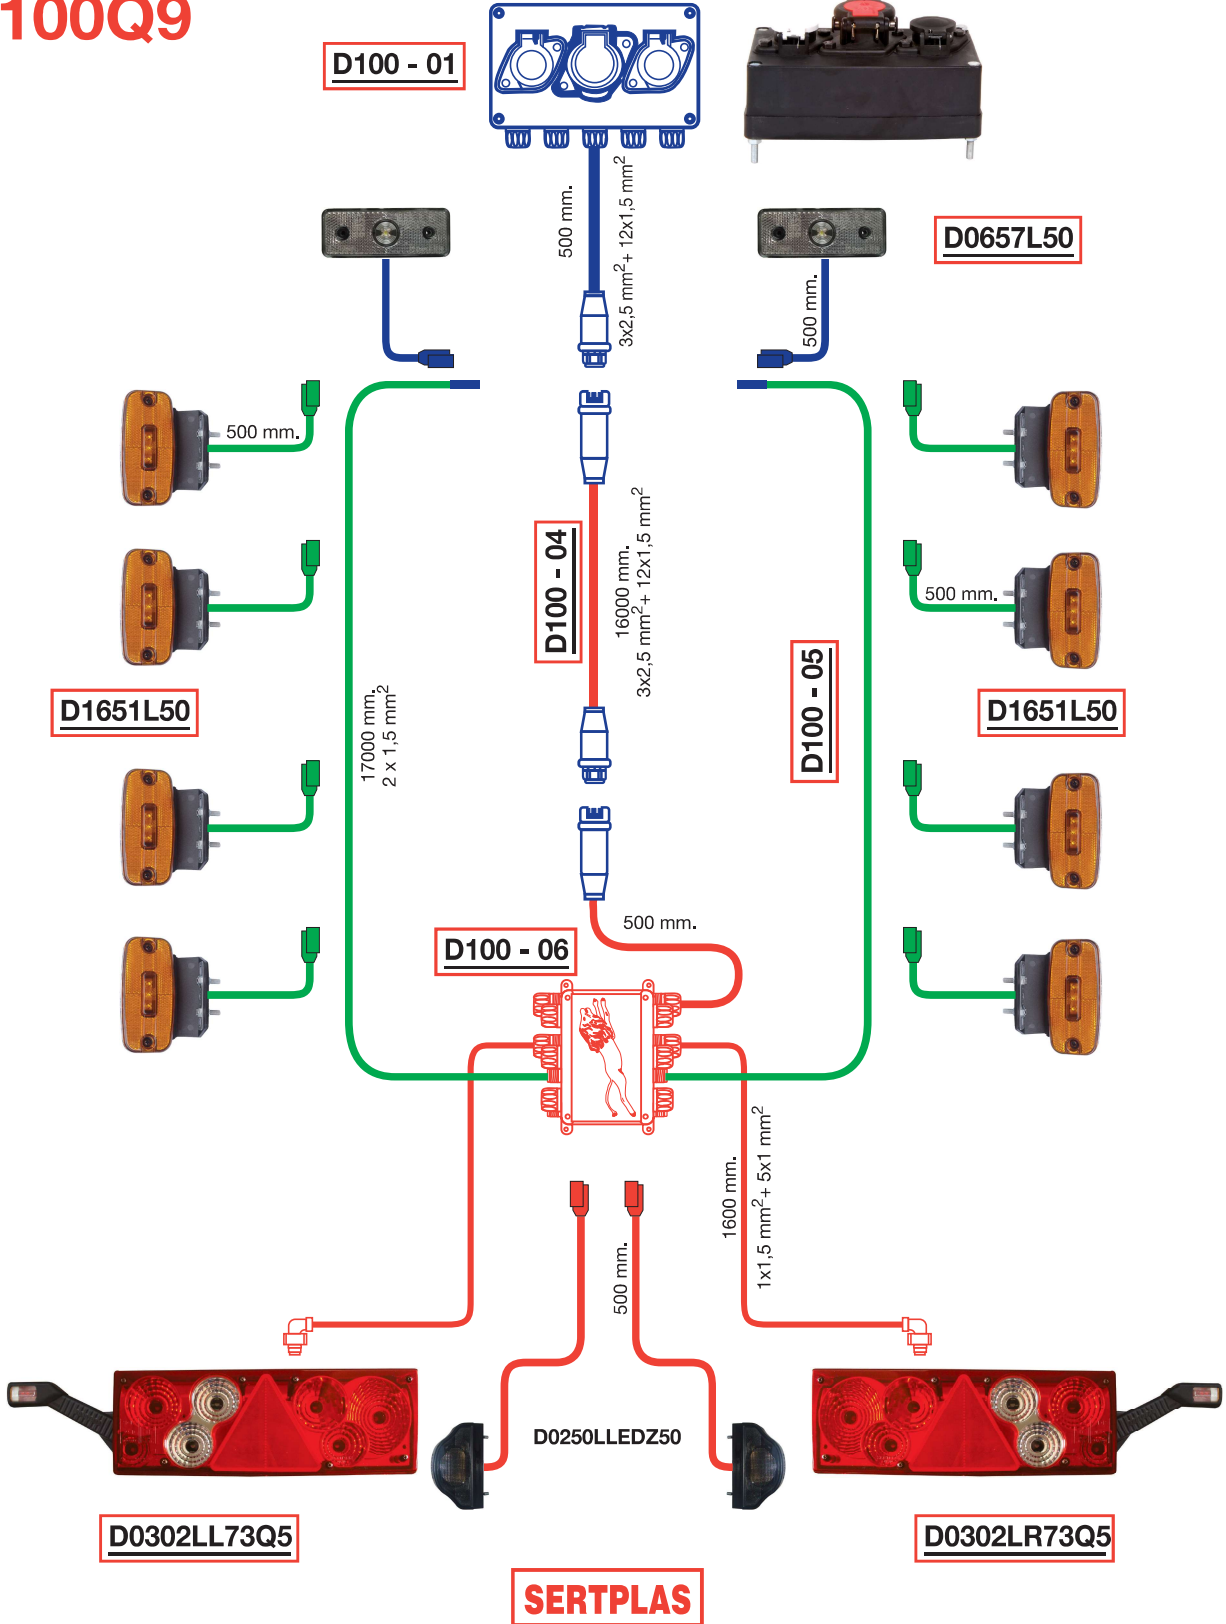 100Q9
D100 - 01
500 mm.
3x2,5 mm²+ 12x1,5 mm²
D0657L50
500 mm.
500 mm.
D100 - 04
16000 mm.
3x2,5 mm²+ 12x1,5 mm²
500 mm.
D1651L50
17000 mm.
2 x 1,5 mm²
D100 - 05
D1651L50
500 mm.
D100 - 06
1600 mm.
1x1,5 mm²+ 5x1 mm²
500 mm.
D0250LLEDZ50
D0302LL73Q5
D0302LR73Q5
SERTPLAS